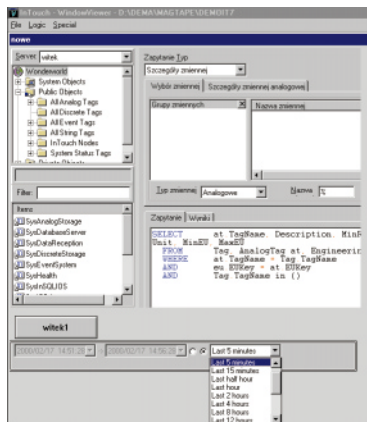 InTouch - WindowViewer - D:\DEMA\MAGTAPE\DEMOIT7
File Logic Special
nowe
Server: witek
Wonderworld
System Objects
Public Objects
All Analog Tags
All Discrete Tags
All Event Tags
All String Tags
InTouch Nodes
System Status Tags
Private Objects
Filter:
Items
SysAnalogStorage
SysDatabaseServer
SysDataReception
SysDiscreteStorage
SysEventSystem
SysHealth
SysInSQLIOS
Zapytanie Typ
Szczegóły zmiennej
Wybór zmiennej Szczegóły zmiennej analogowej
Grupy zmiennych Nazwa zmiennej
Typ zmiennej Analogowe Nazwa %
Zapytanie Wyniki
SELECT at TagName, Description, MinR
Unit, MinEU, MaxEU
FROM Tag, AnalogTag at, Engineerin
WHERE at TagName = Tag TagName
AND eu EUKey = at EUKey
AND Tag TagName in ()
witek1
2000/02/17 14:51:28 -> 2000/02/17 14:56:28 Last 5 minutes
Last 5 minutes
Last 15 minutes
Last half hour
Last hour
Last 2 hours
Last 4 hours
Last 8 hours
Last 12 hours